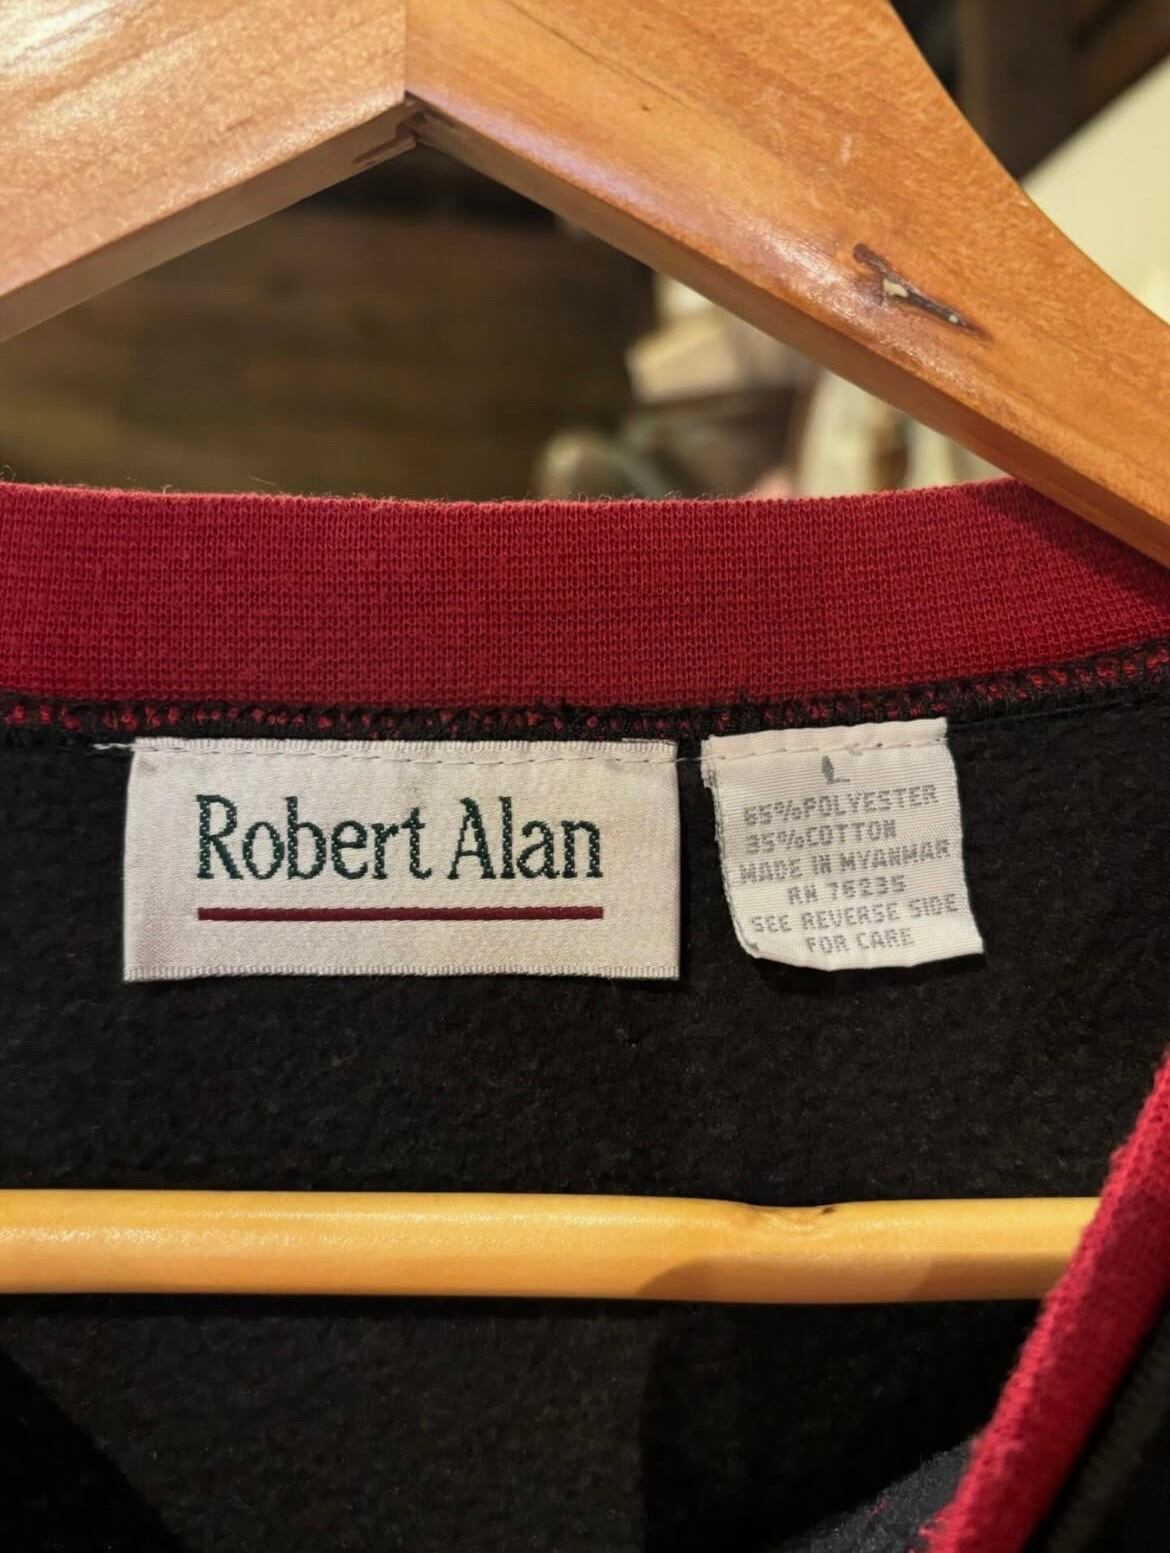 Robert Alan
L
65%POLYESTER
35%COTTON
MADE IN MYANMAR
RN 76235
SEE REVERSE SIDE
FOR CARE